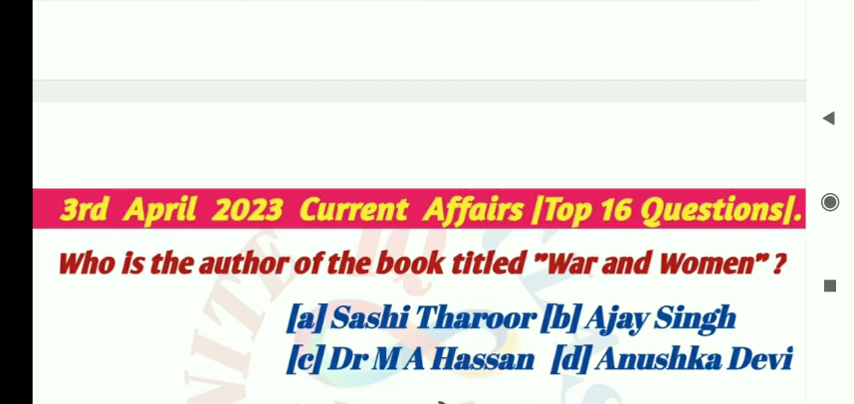 3rd April 2023 Current Affairs |Top 16 Questions|.
Who is the author of the book titled "War and Women" ?
[a] Sashi Tharoor [b] Ajay Singh
[c] Dr M A Hassan [d] Anushka Devi